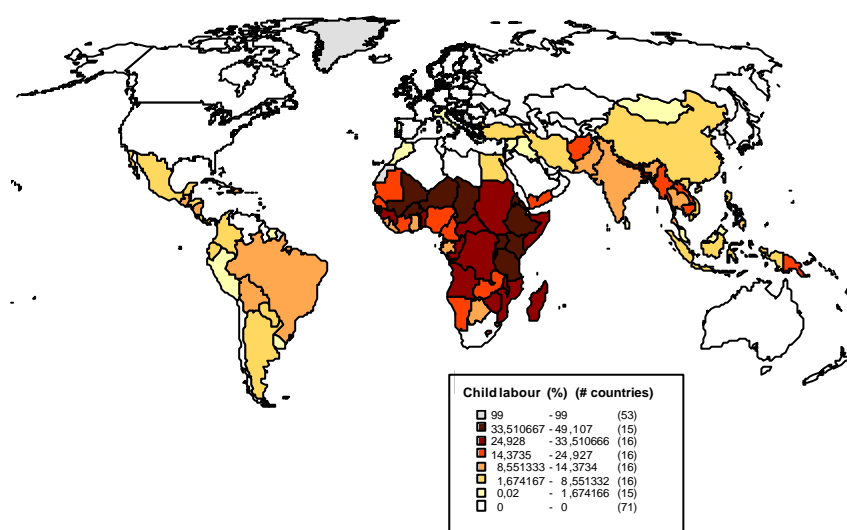 Child labour (%) (# countries)
99 - 99 (53)
33,510667 - 49,107 (15)
24,928 - 33,510666 (16)
14,3735 - 24,927 (16)
8,551333 - 14,3734 (16)
1,674167 - 8,551332 (16)
0,02 - 1,674166 (15)
0 - 0 (71)